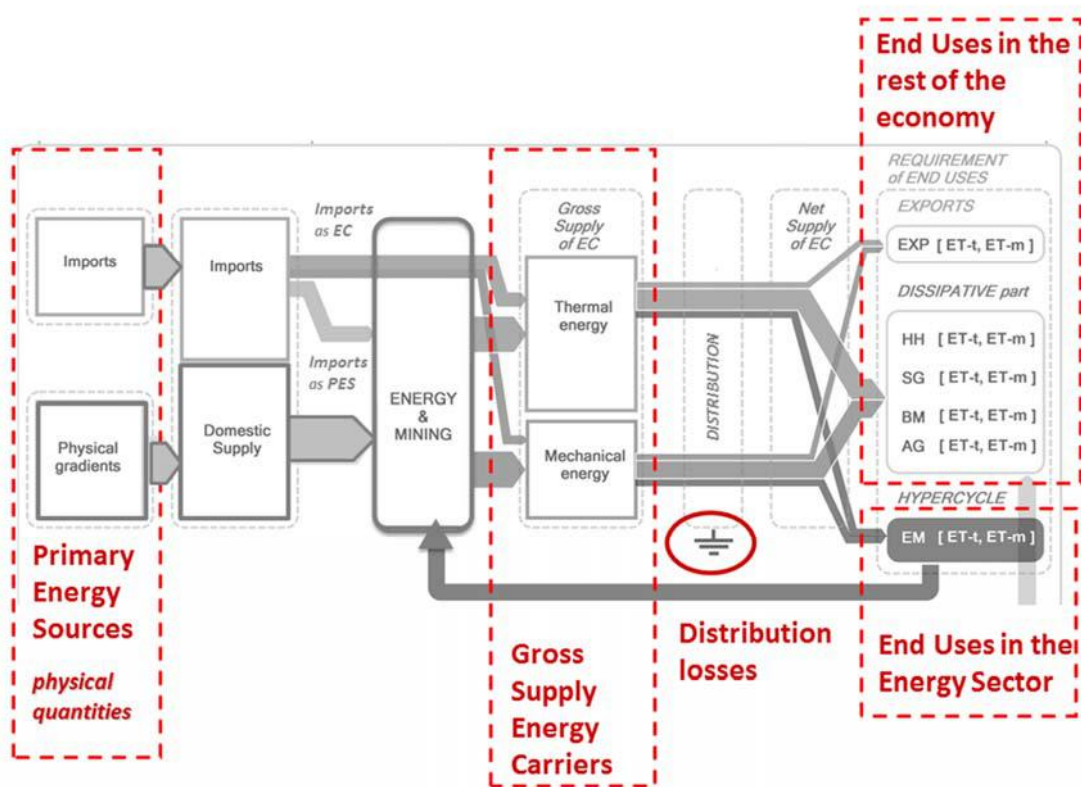 End Uses in the
rest of the
economy
REQUIREMENT
of END USES
Imports
as EC
Gross
Supply
of EC
Net
Supply
of EC
EXPORTS
EXP [ ET-t, ET-m ]
Imports
Imports
Thermal
energy
DISSIPATIVE part
HH [ ET-t, ET-m ]
SG [ ET-t, ET-m ]
BM [ ET-t, ET-m ]
AG [ ET-t, ET-m ]
Imports
as PES
ENERGY
&
MINING
DISTRIBUTION
Physical
gradients
Domestic
Supply
Mechanical
energy
HYPERCYCLE
EM [ ET-t, ET-m ]
Primary
Energy
Sources
physical
quantities
Gross
Supply
Energy
Carriers
Distribution
losses
End Uses in the
Energy Sector